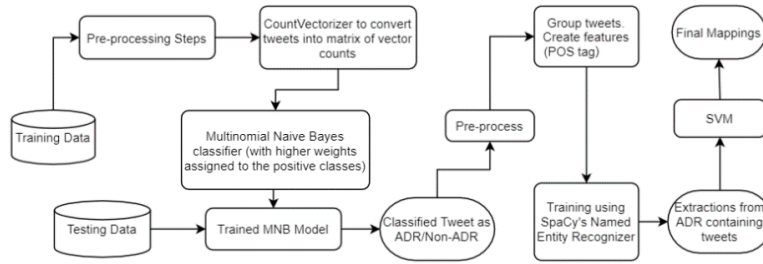 Training Data
Pre-processing Steps
CountVectorizer to convert
tweets into matrix of vector
counts
Multinomial Naive Bayes
classifier (with higher weights
assigned to the positive classes)
Testing Data
Trained MNB Model
Classified Tweet as
ADR/Non-ADR
Pre-process
Group tweets.
Create features
(POS tag)
Training using
SpaCy's Named
Entity Recognizer
Extractions from
ADR containing
tweets
SVM
Final Mappings